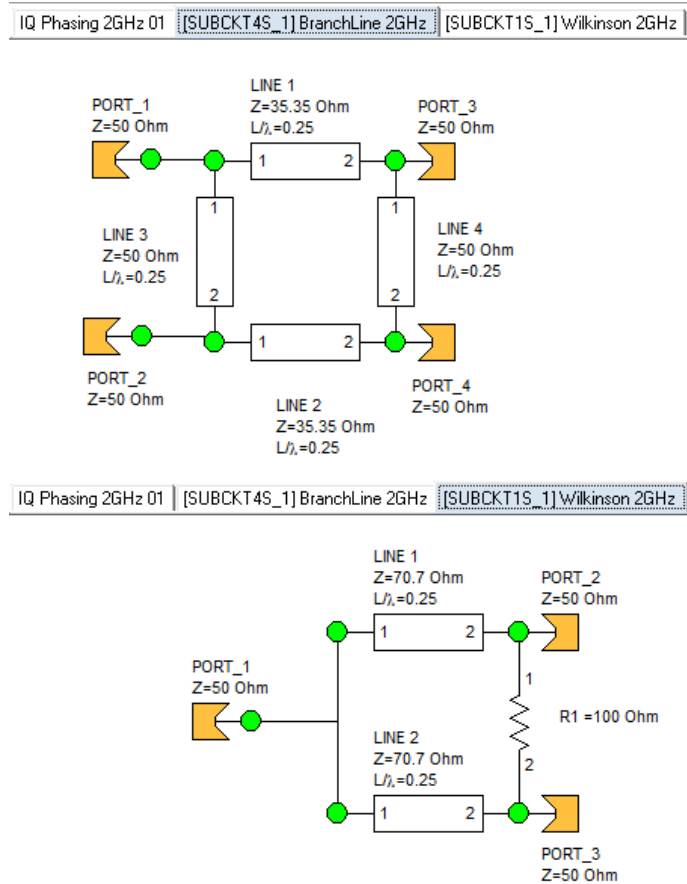 IQ Phasing 2GHz 01 [SUBCKT4S_1] BranchLine 2GHz [SUBCKT1S_1] Wilkinson 2GHz
LINE 1
Z=35.35 Ohm
L/λ=0.25
PORT_1
Z=50 Ohm
PORT_3
Z=50 Ohm
1 2
1
2
LINE 3
Z=50 Ohm
L/λ=0.25
1
2
LINE 4
Z=50 Ohm
L/λ=0.25
1 2
PORT_2
Z=50 Ohm
LINE 2
Z=35.35 Ohm
L/λ=0.25
PORT_4
Z=50 Ohm
IQ Phasing 2GHz 01 [SUBCKT4S_1] BranchLine 2GHz [SUBCKT1S_1] Wilkinson 2GHz
LINE 1
Z=70.7 Ohm
L/λ=0.25
PORT_2
Z=50 Ohm
1 2
PORT_1
Z=50 Ohm
1
R1 =100 Ohm
2
LINE 2
Z=70.7 Ohm
L/λ=0.25
1 2
PORT_3
Z=50 Ohm